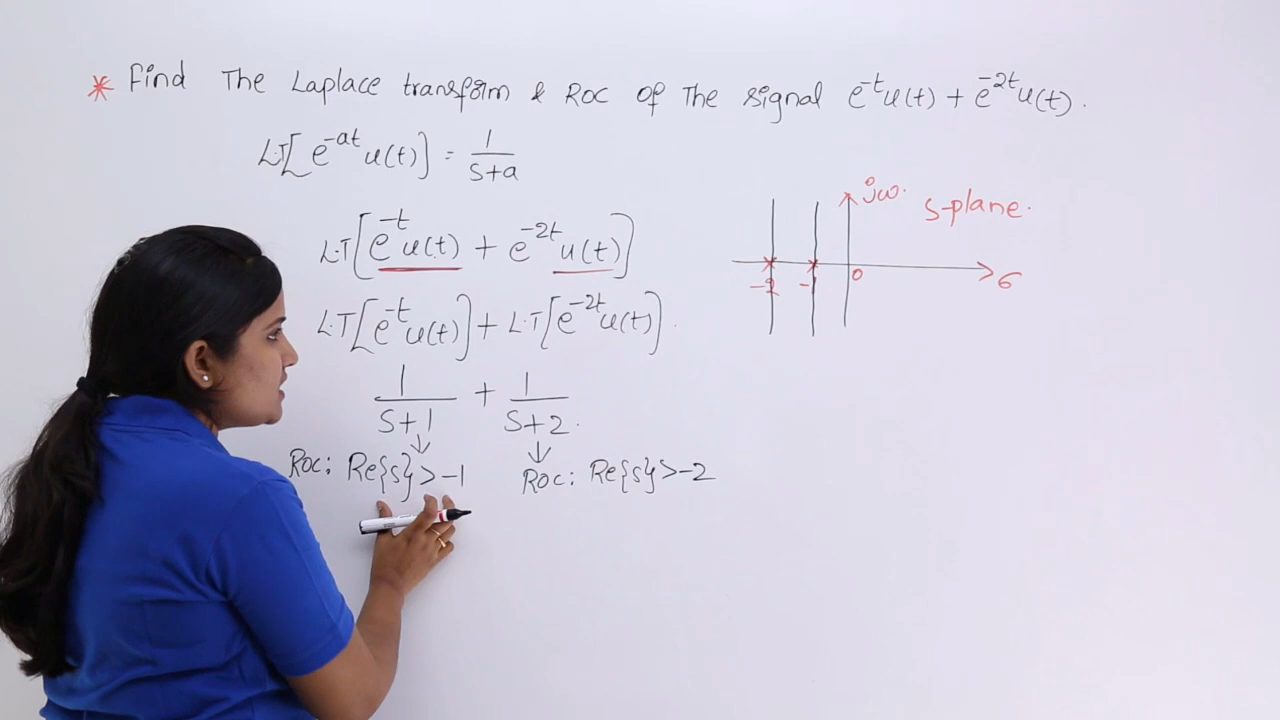 * Find The Laplace transform & ROC Of The signal e^{-t}u(t) + e^{-2t}u(t).
L.T[e^{-at}u(t)] = 1/(S+a)
L.T[e^{-t}u(t) + e^{-2t}u(t)]
L.T[e^{-t}u(t)] + L.T[e^{-2t}u(t)].
1/(S+1) + 1/(S+2).
↓ ↓
Roc: Re{s}>-1 Roc: Re{s}>-2
jω. S-plane.
-2 - 0 σ